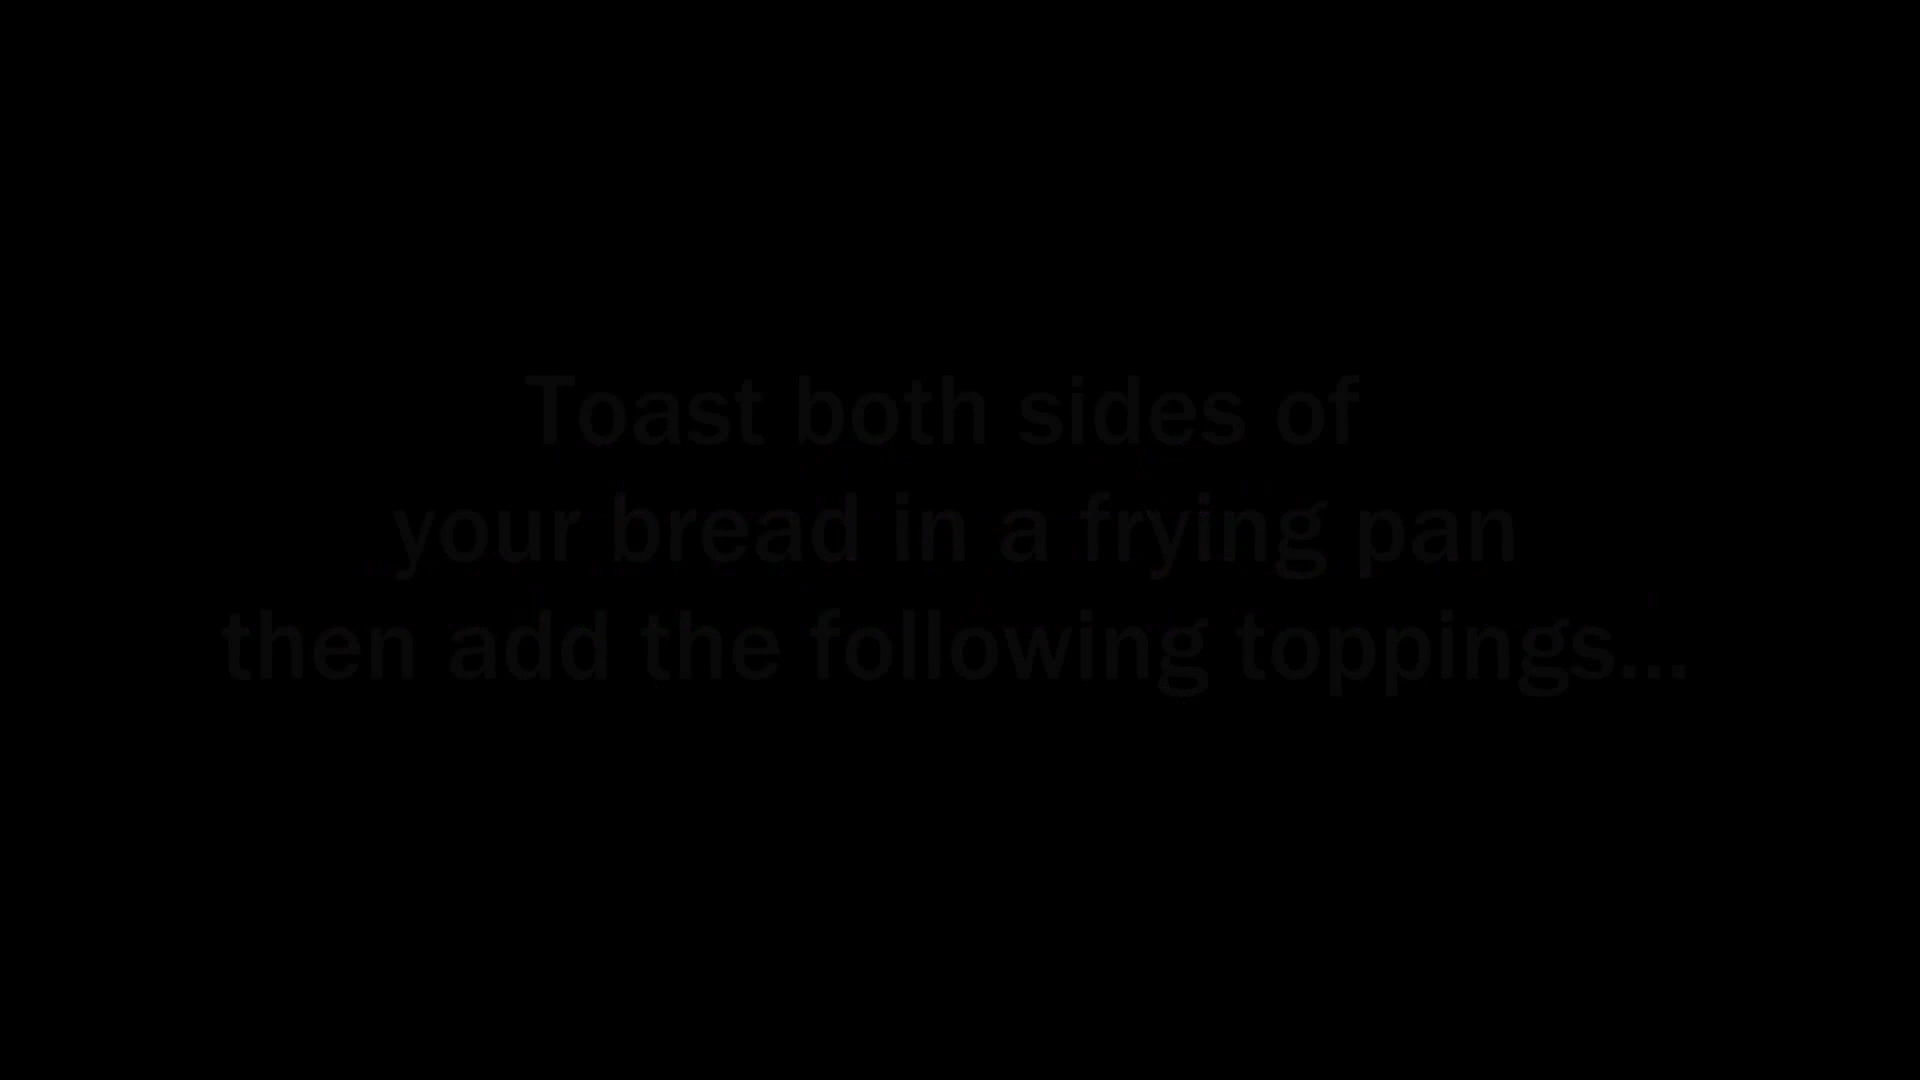 Toast both sides of
your bread in a frying pan
then add the following toppings...